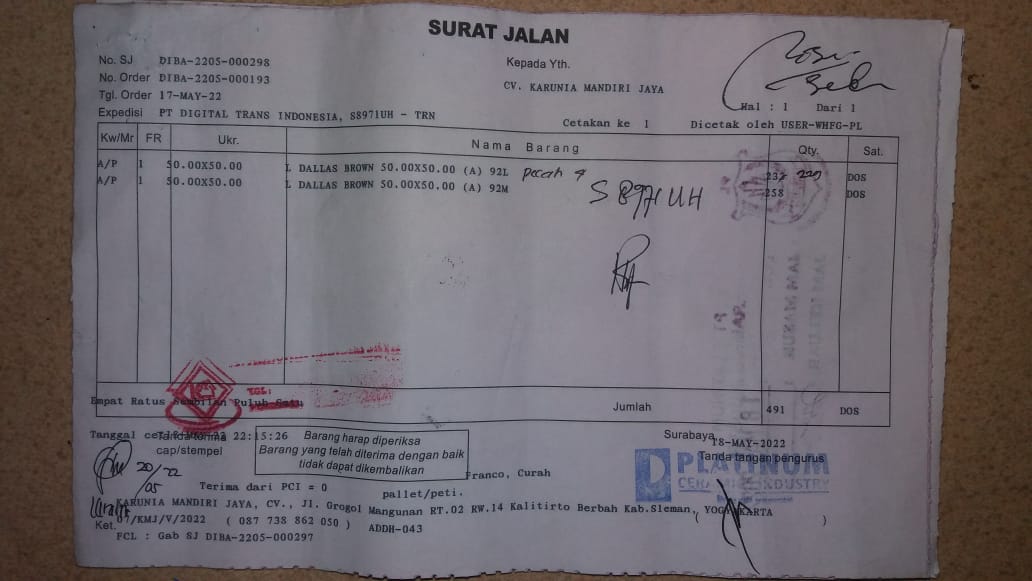 SURAT JALAN
No. SJ DIBA-2205-000298
Kepada Yth.
No. Order DIBA-2205-000193
CV. KARUNIA MANDIRI JAYA
Tgl. Order 17-MAY-22
Hal : 1 Dari 1
Expedisi PT DIGITAL TRANS INDONESIA, S8971UH - TRN
Cetakan ke 1 Dicetak oleh USER-WHFG-PL
Kw/Mr FR Ukr. Nama Barang Qty. Sat.
A/P 1 50.00X50.00 L DALLAS BROWN 50.00X50.00 (A) 92L pecah 4 233 229 DOS
A/P 1 50.00X50.00 L DALLAS BROWN 50.00X50.00 (A) 92M 258 DOS
S 8971 UH
TGL:
Empat Ratus Sembilan Puluh Satu Jumlah 491 DOS
Surabaya, 18-MAY-2022
Tanda terima 22:15:26
cap/stempel
Barang harap diperiksa
Barang yang telah diterima dengan baik
tidak dapat dikembalikan
Tanda tangan pengurus
PLATINUM
CERAMICS INDUSTRY
20/05 22
Franco, Curah
Terima dari PCI = 0
pallet/peti.
KARUNIA MANDIRI JAYA, CV., Jl. Grogol Mangunan RT.02 RW.14 Kalitirto Berbah Kab.Sleman, YOGYAKARTA
07/KMJ/V/2022 ( 087 738 862 050 ) ADDH-043
( )
Ket.
FCL : Gab SJ DIBA-2205-000297